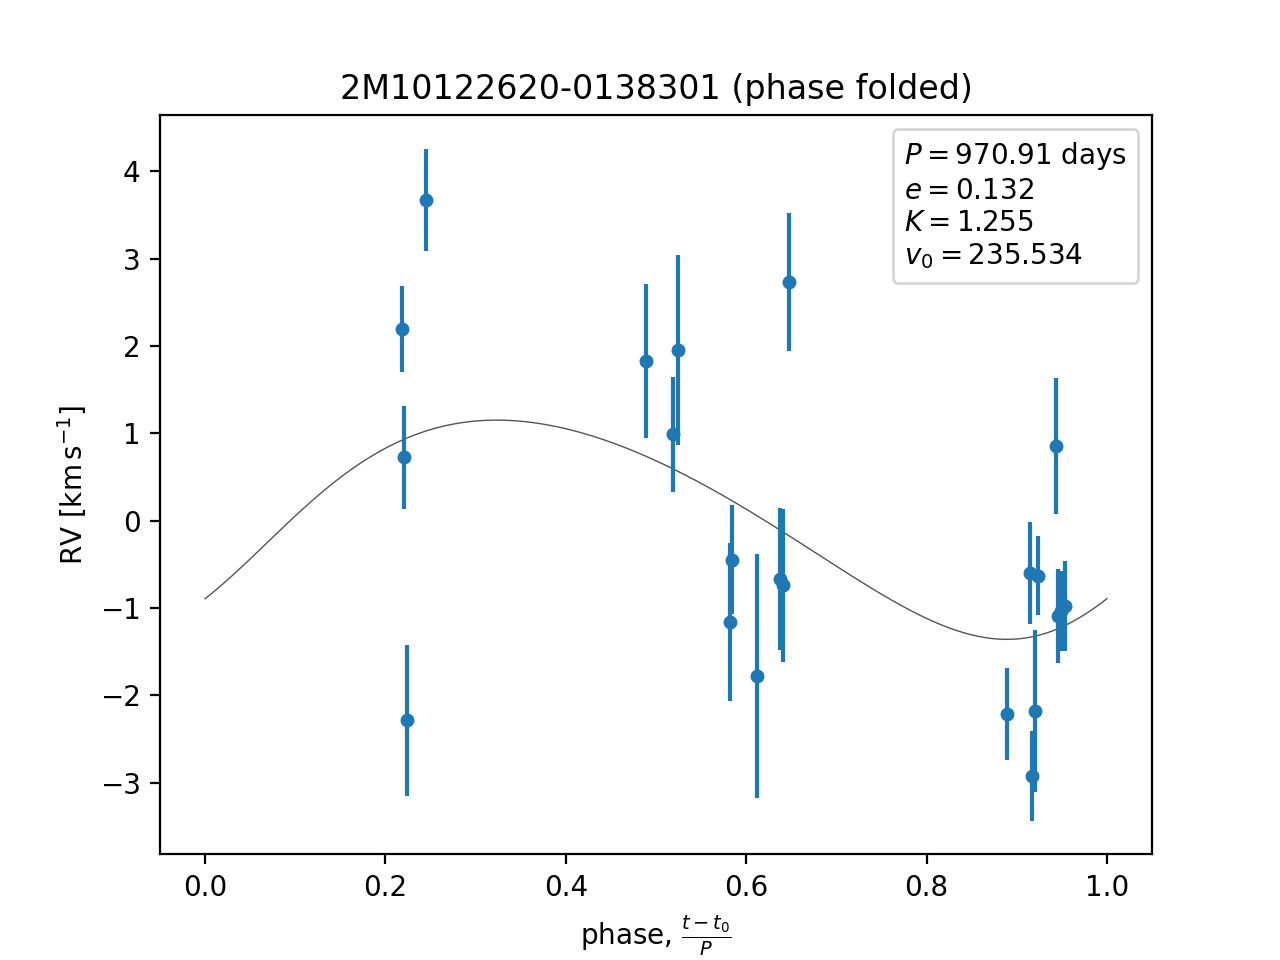 2M10122620-0138301 (phase folded)
P = 970.91 days
e = 0.132
K = 1.255
v₀ = 235.534
RV [km s⁻¹]
4
3
2
1
0
−1
−2
−3
0.0 0.2 0.4 0.6 0.8 1.0
phase, (t − t₀)/P